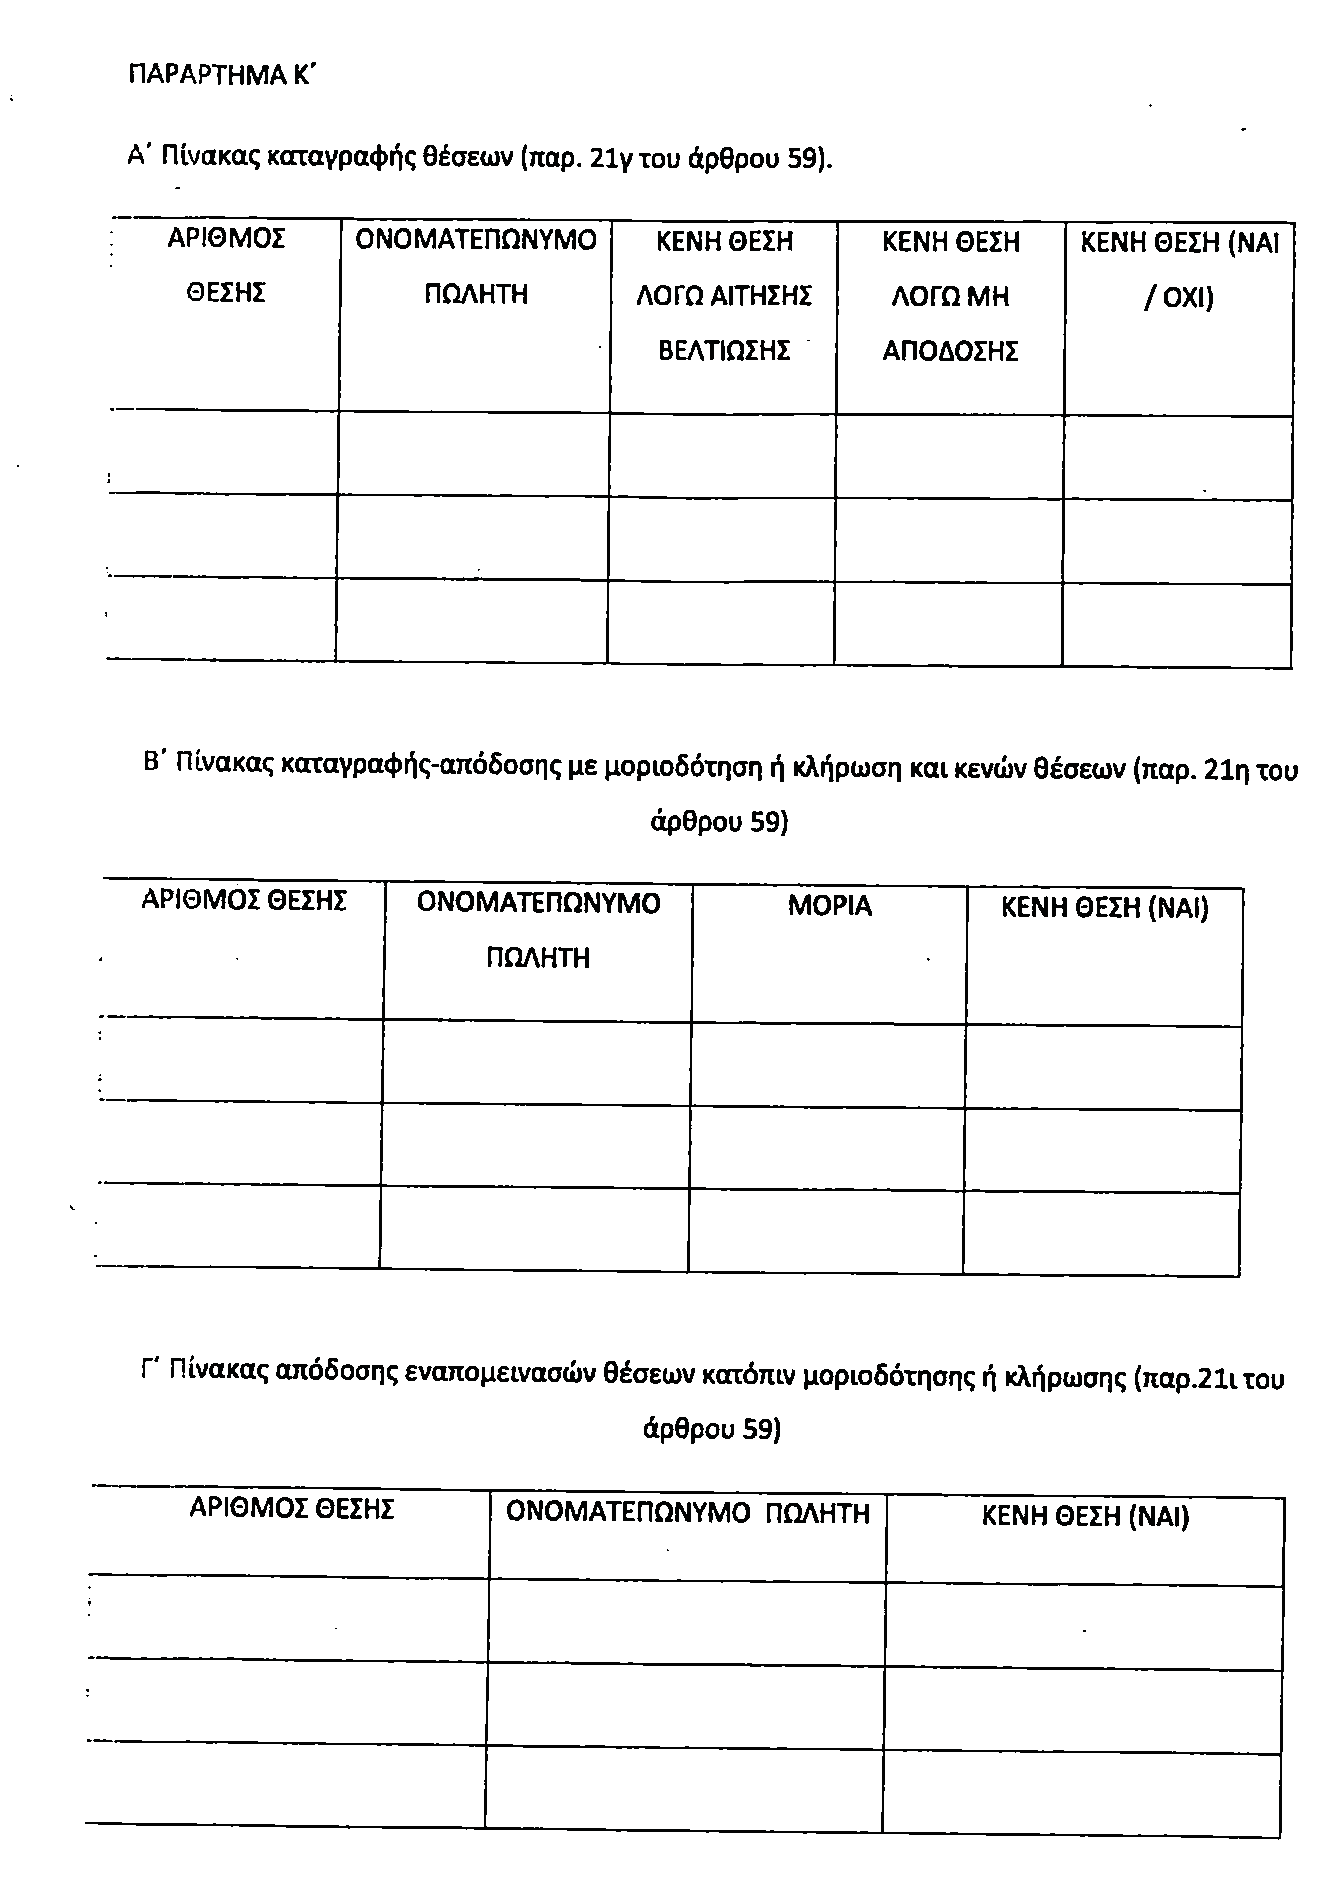 ΠΑΡΑΡΤΗΜΑ Κ΄
Α΄ Πίνακας καταγραφής θέσεων (παρ. 21γ του άρθρου 59).
ΑΡΙΘΜΟΣ
ΘΕΣΗΣ
ΟΝΟΜΑΤΕΠΩΝΥΜΟ
ΠΩΛΗΤΗ
ΚΕΝΗ ΘΕΣΗ
ΛΟΓΩ ΑΙΤΗΣΗΣ
ΒΕΛΤΙΩΣΗΣ
ΚΕΝΗ ΘΕΣΗ
ΛΟΓΩ ΜΗ
ΑΠΟΔΟΣΗΣ
ΚΕΝΗ ΘΕΣΗ (ΝΑΙ
/ ΟΧΙ)
Β΄ Πίνακας καταγραφής-απόδοσης με μοριοδότηση ή κλήρωση και κενών θέσεων (παρ. 21η του
άρθρου 59)
ΑΡΙΘΜΟΣ ΘΕΣΗΣ
ΟΝΟΜΑΤΕΠΩΝΥΜΟ
ΠΩΛΗΤΗ
ΜΟΡΙΑ
ΚΕΝΗ ΘΕΣΗ (ΝΑΙ)
Γ΄ Πίνακας απόδοσης εναπομεινασών θέσεων κατόπιν μοριοδότησης ή κλήρωσης (παρ.21ι του
άρθρου 59)
ΑΡΙΘΜΟΣ ΘΕΣΗΣ
ΟΝΟΜΑΤΕΠΩΝΥΜΟ ΠΩΛΗΤΗ
ΚΕΝΗ ΘΕΣΗ (ΝΑΙ)